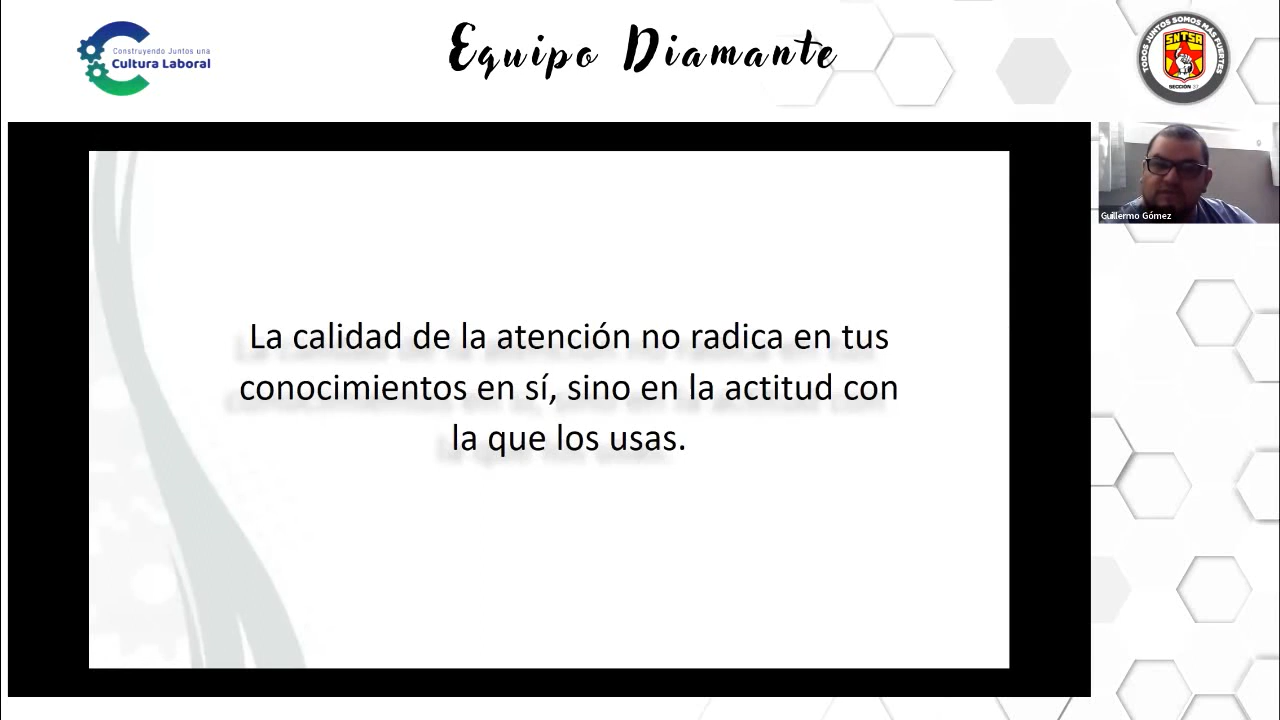 Construyendo Juntos una
Cultura Laboral
Equipo Diamante
TODOS JUNTOS SOMOS MÁS FUERTES
SNTSA
SECCIÓN 37
Guillermo Gómez
La calidad de la atención no radica en tus
conocimientos en sí, sino en la actitud con
la que los usas.